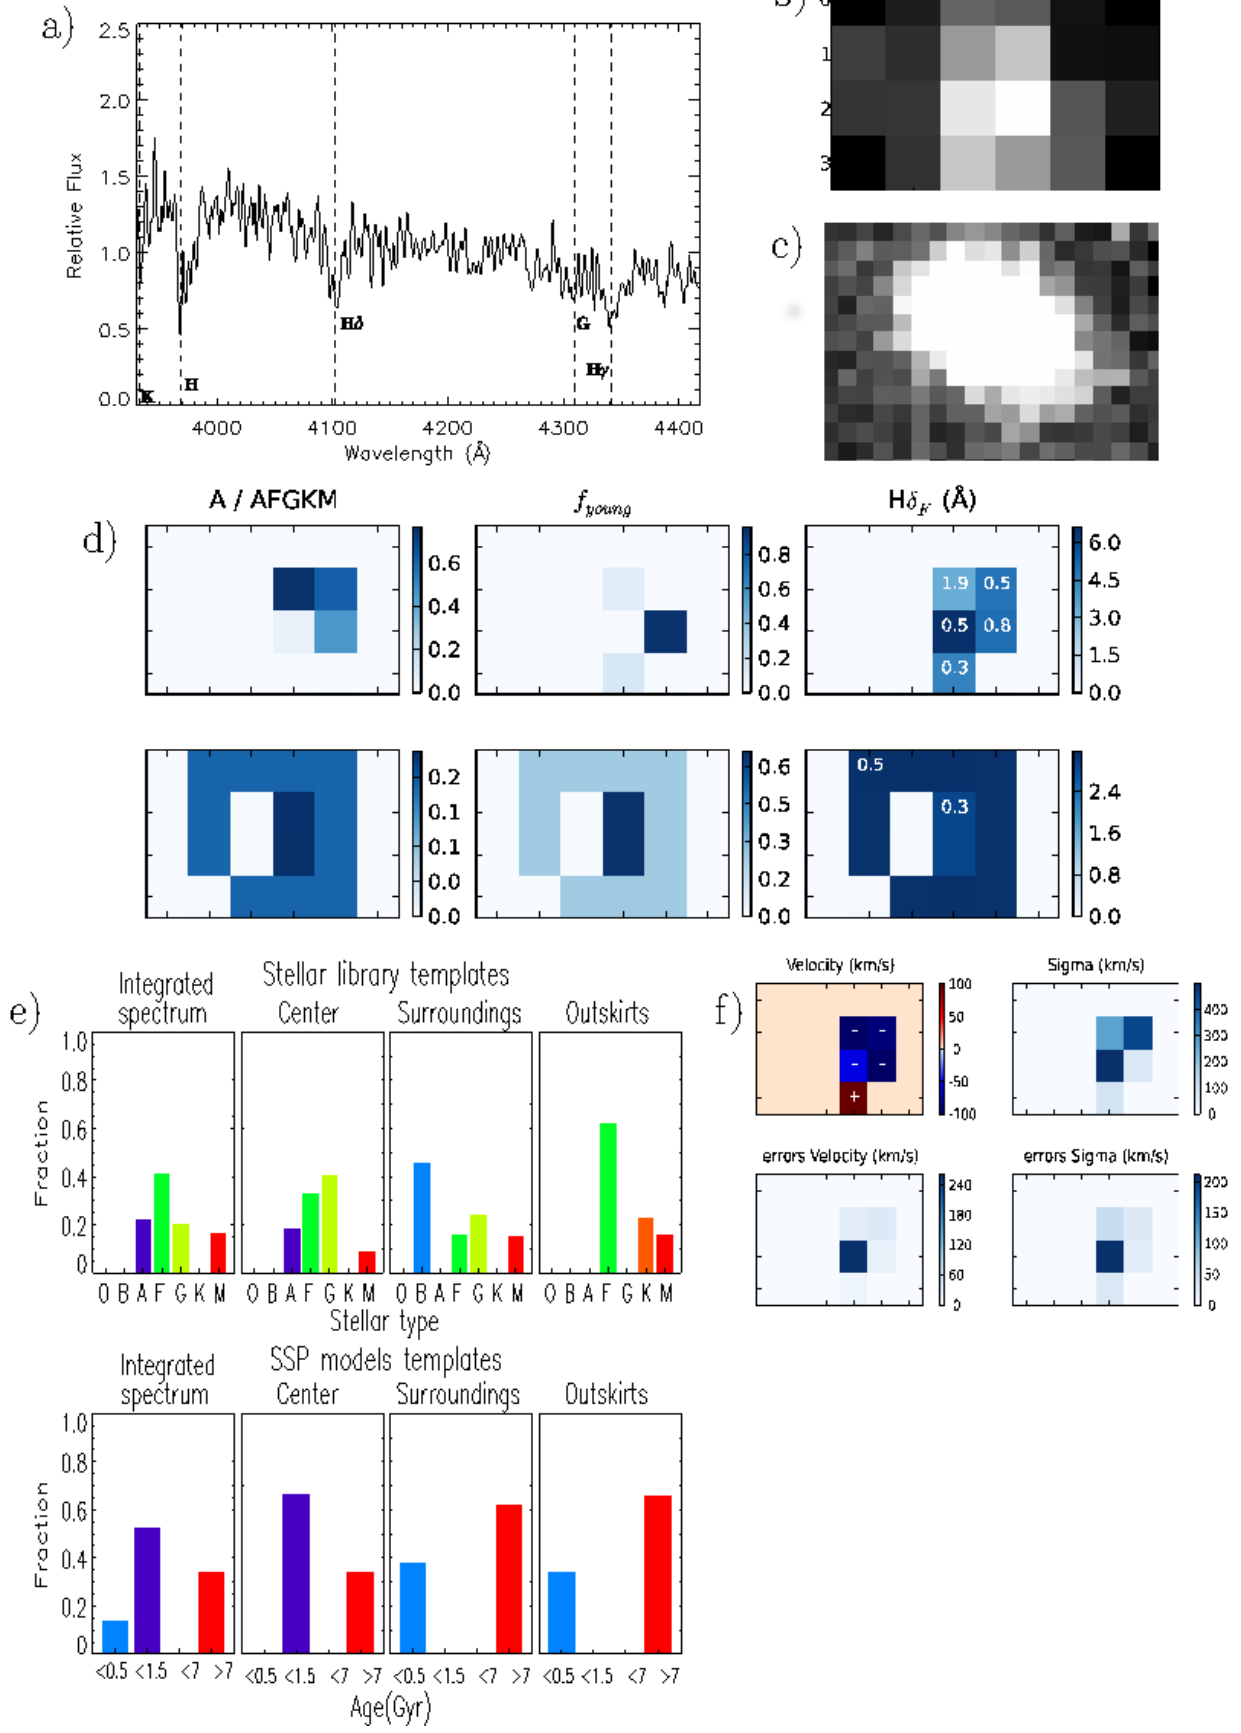 a)
2.5
2.0
1.5
1.0
0.5
0.0
Relative Flux
K
H
Hδ
G
Hγ
4000 4100 4200 4300 4400
Wavelength (Å)
1
2
3
c)
d)
A / AFGKM
f_young
Hδ_F (Å)
0.6
0.4
0.2
0.0
0.8
0.6
0.4
0.2
0.0
1.9 0.5
0.5 0.8
0.3
6.0
4.5
3.0
1.5
0.0
0.2
0.1
0.1
0.0
0.0
0.6
0.5
0.3
0.2
0.0
0.5
0.3
2.4
1.6
0.8
0.0
e)
Stellar library templates
Integrated spectrum
Center
Surroundings
Outskirts
1.0
0.8
0.6
0.4
0.2
0
Fraction
O B A F G K M O B A F G K M O B A F G K M O B A F G K M
Stellar type
SSP models templates
Integrated spectrum
Center
Surroundings
Outskirts
1.0
0.8
0.6
0.4
0.2
0
Fraction
<0.5 <1.5 <7 >7 <0.5 <1.5 <7 >7 <0.5 <1.5 <7 >7 <0.5 <1.5 <7 >7
Age(Gyr)
f)
Velocity (km/s)
- -
- -
+
100
50
0
-50
-100
Sigma (km/s)
400
300
200
100
0
errors Velocity (km/s)
240
180
120
60
0
errors Sigma (km/s)
200
150
100
50
0